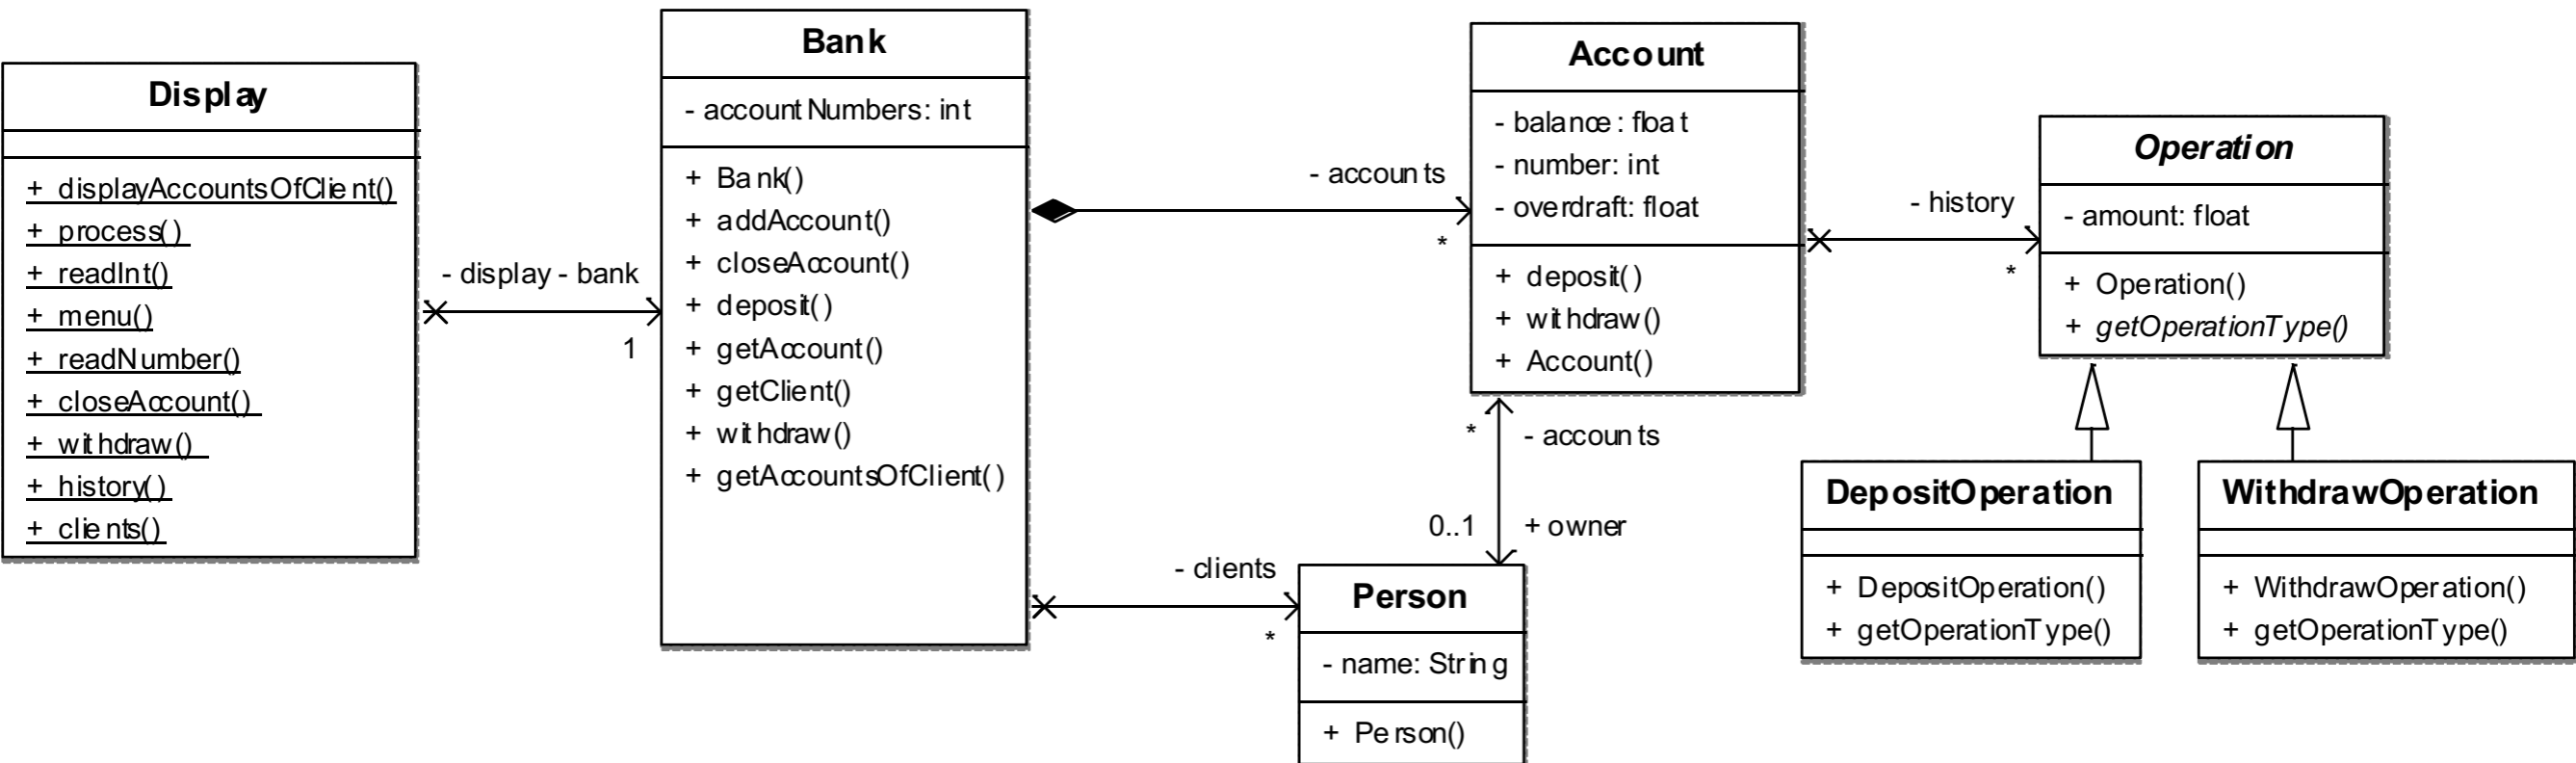 Display
+ displayAccountsOfClient()
+ process()
+ readInt()
+ menu()
+ readNumber()
+ closeAccount()
+ withdraw()
+ history()
+ clients()
- display - bank
1
Bank
- accountNumbers: int
+ Bank()
+ addAccount()
+ closeAccount()
+ deposit()
+ getAccount()
+ getClient()
+ withdraw()
+ getAccountsOfClient()
- accounts
*
- clients
*
Account
- balance: float
- number: int
- overdraft: float
+ deposit()
+ withdraw()
+ Account()
* - accounts
0..1 + owner
Person
- name: String
+ Person()
- history
*
Operation
- amount: float
+ Operation()
+ getOperationType()
DepositOperation
+ DepositOperation()
+ getOperationType()
WithdrawOperation
+ WithdrawOperation()
+ getOperationType()